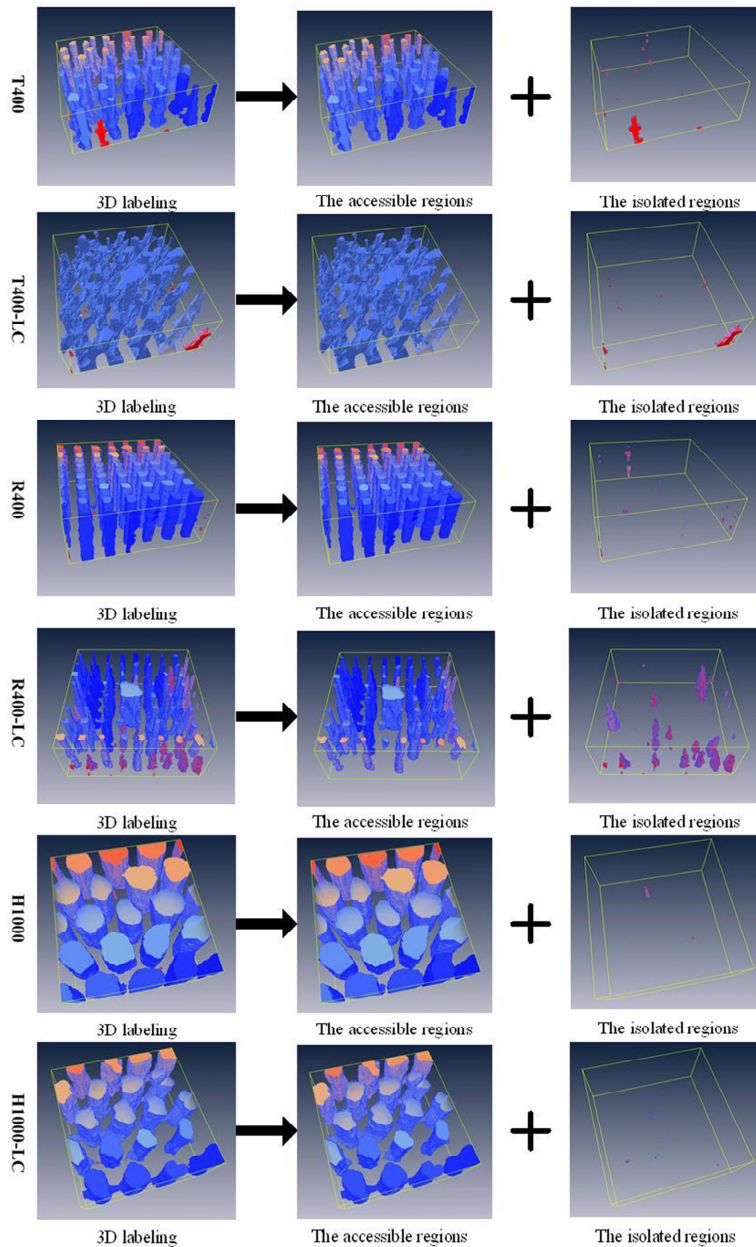 T400
3D labeling
The accessible regions
The isolated regions
T400-LC
3D labeling
The accessible regions
The isolated regions
R400
3D labeling
The accessible regions
The isolated regions
R400-LC
3D labeling
The accessible regions
The isolated regions
H1000
3D labeling
The accessible regions
The isolated regions
H1000-LC
3D labeling
The accessible regions
The isolated regions